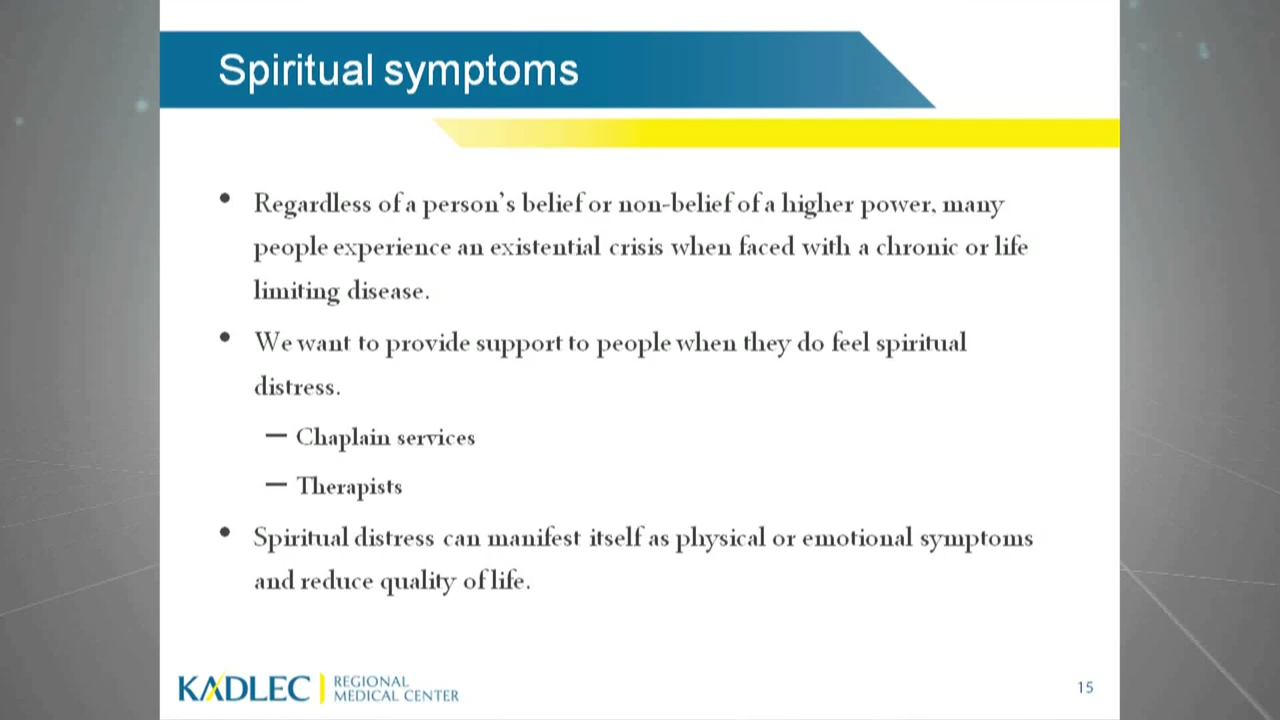 Spiritual symptoms
• Regardless of a person's belief or non-belief of a higher power, many
people experience an existential crisis when faced with a chronic or life
limiting disease.
• We want to provide support to people when they do feel spiritual
distress.
– Chaplain services
– Therapists
• Spiritual distress can manifest itself as physical or emotional symptoms
and reduce quality of life.
KADLEC REGIONAL
MEDICAL CENTER
15